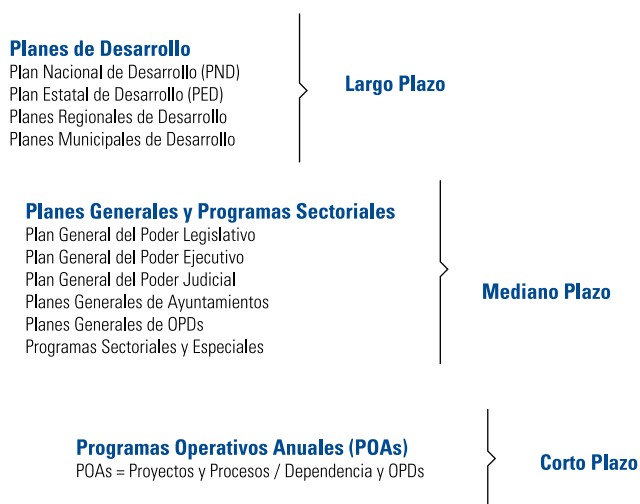 Planes de Desarrollo
Plan Nacional de Desarrollo (PND)
Plan Estatal de Desarrollo (PED)
Planes Regionales de Desarrollo
Planes Municipales de Desarrollo
Largo Plazo
Planes Generales y Programas Sectoriales
Plan General del Poder Legislativo
Plan General del Poder Ejecutivo
Plan General del Poder Judicial
Planes Generales de Ayuntamientos
Planes Generales de OPDs
Programas Sectoriales y Especiales
Mediano Plazo
Programas Operativos Anuales (POAs)
POAs = Proyectos y Procesos / Dependencia y OPDs
Corto Plazo